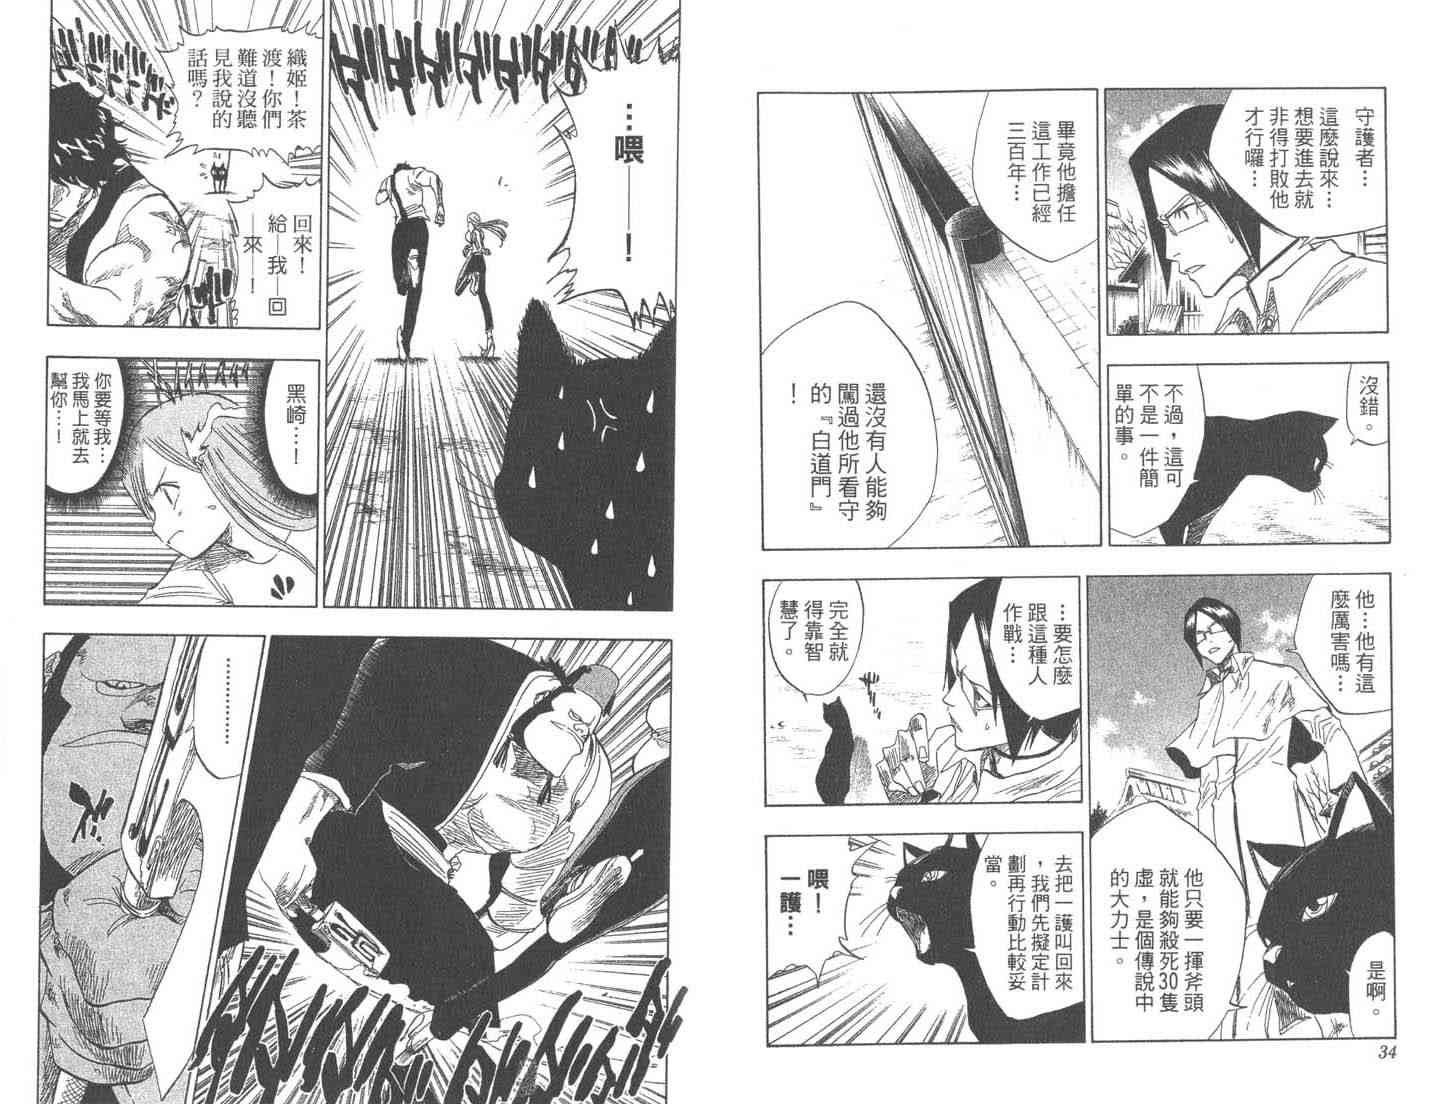 守護者…
這麼說來…
想要進去就
非得打敗他
才行囉…
畢竟他擔任
這工作已經
三百年…
還沒有人能夠
闖過他所看守
的『白道門』
！
沒錯。
不過，這可
不是一件簡
單的事。
他…他有這
麼厲害嗎…
是啊。
他只要一揮斧頭
就能夠殺死30隻
虛，是個傳說中
的大力士。
…要怎麼
跟這種人
作戰…
完全就
得靠智
慧了。
去把一護叫回來
，我們先擬定計
劃再行動比較妥
當。
喂！
一護…
34
…喂——！
織姬！茶
渡！你們
難道沒聽
見我說的
話嗎？
回來！
給—我—回
—來——！
黑崎…！
你要等我…
我馬上就去
幫你…！
…………